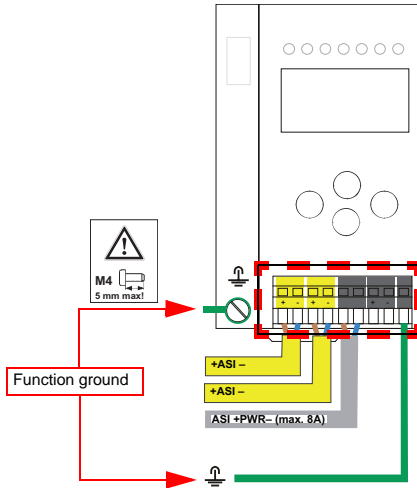 M4
5 mm max!
+ - + - + -
+ASI –
Function ground
+ASI –
ASI +PWR– (max. 8A)